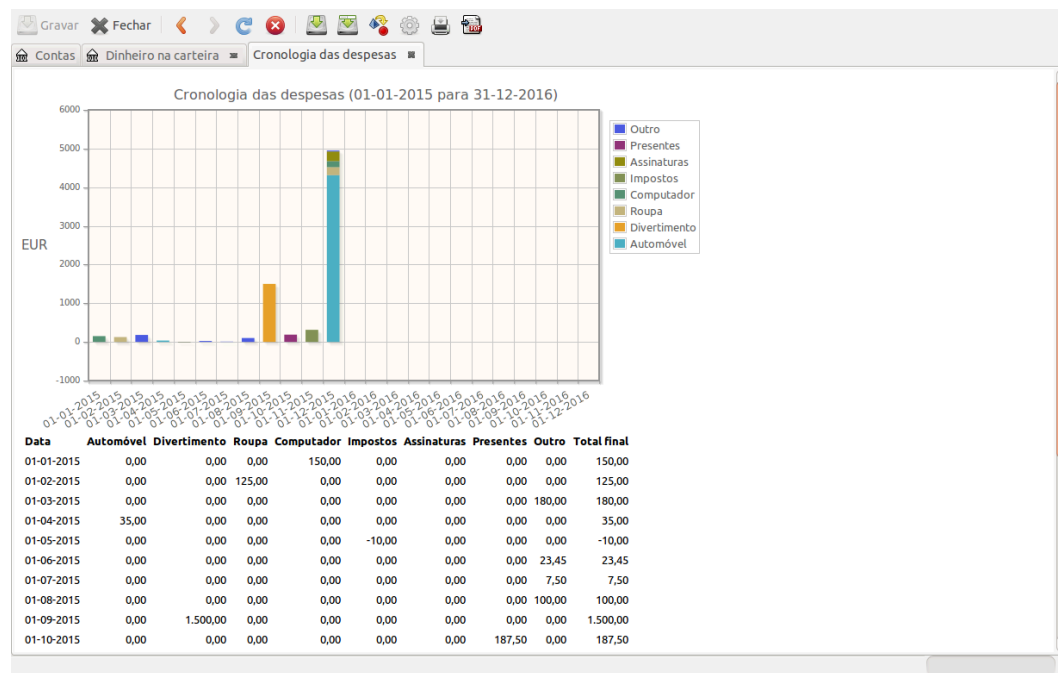 Gravar Fechar PDF
Contas Dinheiro na carteira Cronologia das despesas
Cronologia das despesas (01-01-2015 para 31-12-2016)
6000
5000
4000
3000
2000
1000
0
-1000
EUR
Outro
Presentes
Assinaturas
Impostos
Computador
Roupa
Divertimento
Automóvel
01-01-2015
01-02-2015
01-03-2015
01-04-2015
01-05-2015
01-06-2015
01-07-2015
01-08-2015
01-09-2015
01-10-2015
01-11-2015
01-12-2015
01-01-2016
01-02-2016
01-03-2016
01-04-2016
01-05-2016
01-06-2016
01-07-2016
01-08-2016
01-09-2016
01-10-2016
01-11-2016
01-12-2016
Data Automóvel Divertimento Roupa Computador Impostos Assinaturas Presentes Outro Total final
01-01-2015 0,00 0,00 0,00 150,00 0,00 0,00 0,00 0,00 150,00
01-02-2015 0,00 0,00 125,00 0,00 0,00 0,00 0,00 0,00 125,00
01-03-2015 0,00 0,00 0,00 0,00 0,00 0,00 0,00 180,00 180,00
01-04-2015 35,00 0,00 0,00 0,00 0,00 0,00 0,00 0,00 35,00
01-05-2015 0,00 0,00 0,00 0,00 -10,00 0,00 0,00 0,00 -10,00
01-06-2015 0,00 0,00 0,00 0,00 0,00 0,00 0,00 23,45 23,45
01-07-2015 0,00 0,00 0,00 0,00 0,00 0,00 0,00 7,50 7,50
01-08-2015 0,00 0,00 0,00 0,00 0,00 0,00 0,00 100,00 100,00
01-09-2015 0,00 1.500,00 0,00 0,00 0,00 0,00 0,00 0,00 1.500,00
01-10-2015 0,00 0,00 0,00 0,00 0,00 0,00 187,50 0,00 187,50